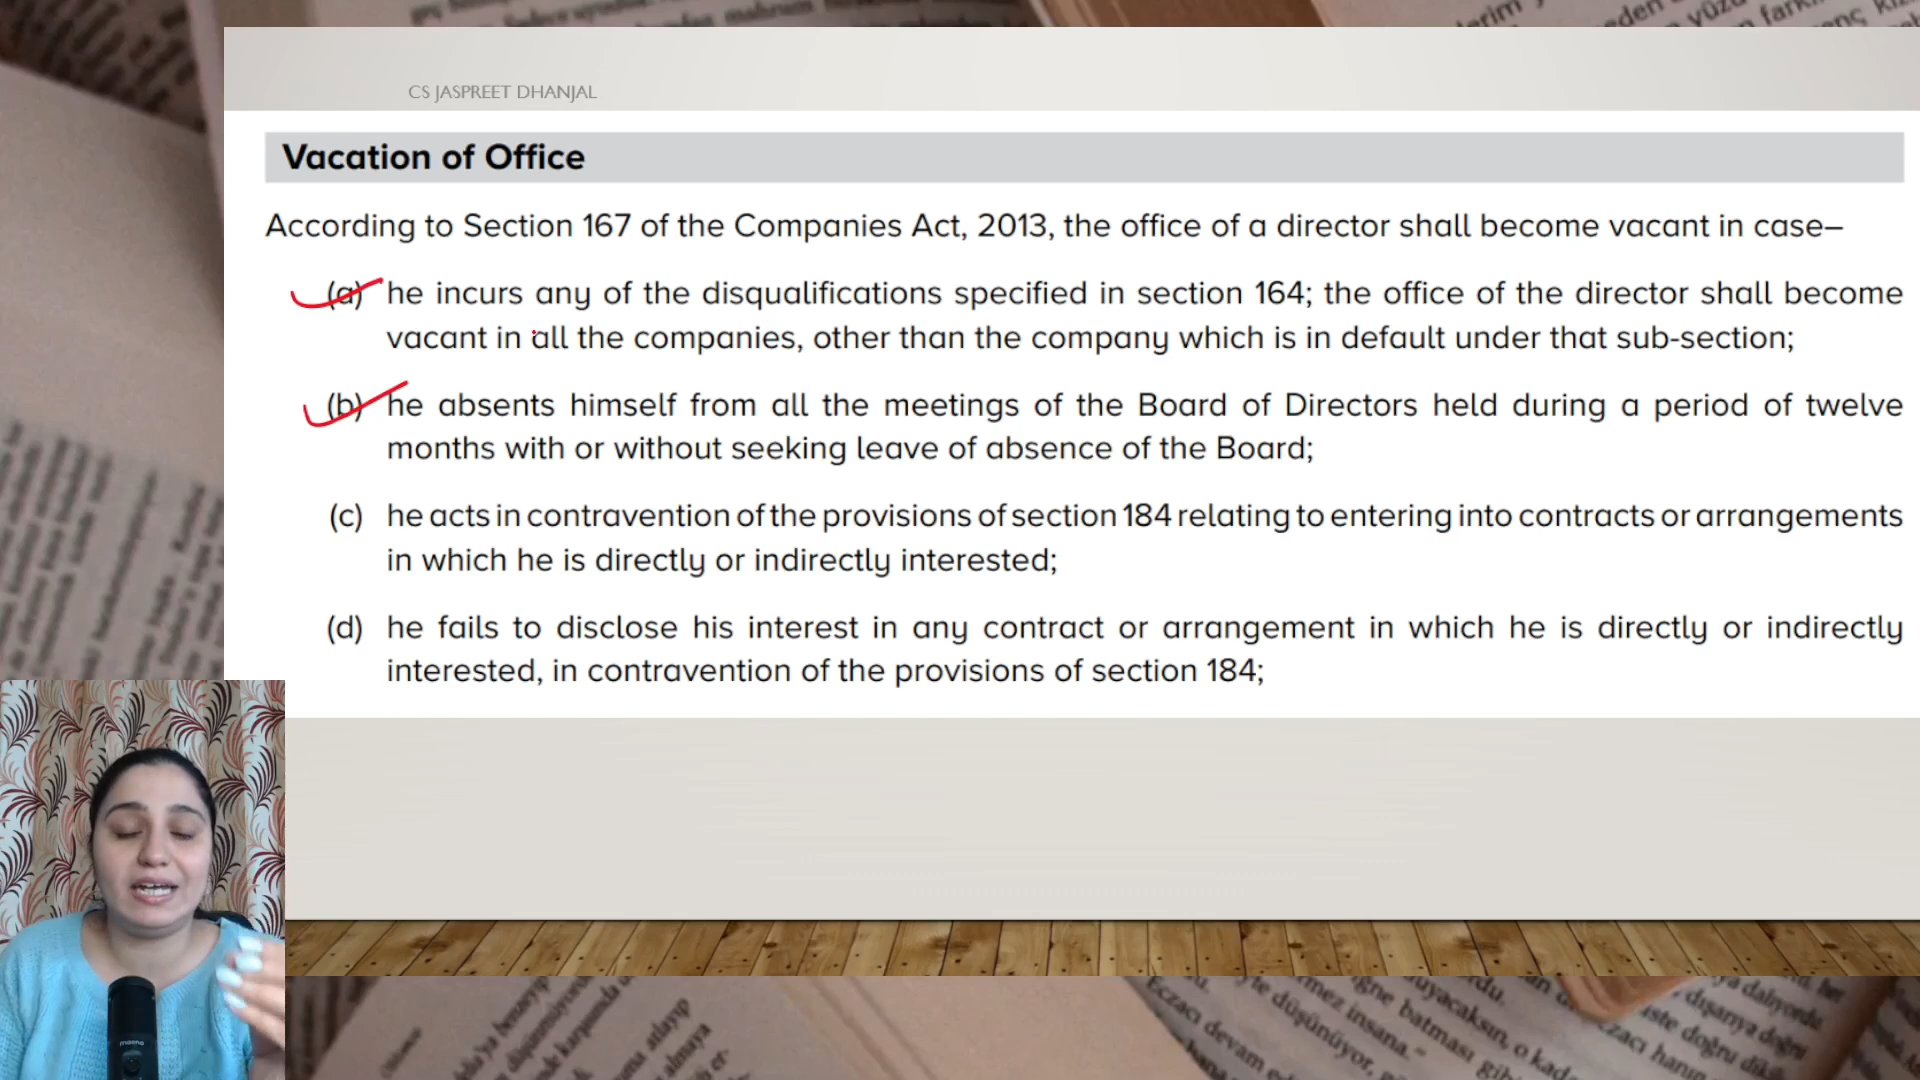 CS JASPREET DHANJAL
Vacation of Office
According to Section 167 of the Companies Act, 2013, the office of a director shall become vacant in case–
(a) he incurs any of the disqualifications specified in section 164; the office of the director shall become
vacant in all the companies, other than the company which is in default under that sub-section;
(b) he absents himself from all the meetings of the Board of Directors held during a period of twelve
months with or without seeking leave of absence of the Board;
(c) he acts in contravention of the provisions of section 184 relating to entering into contracts or arrangements
in which he is directly or indirectly interested;
(d) he fails to disclose his interest in any contract or arrangement in which he is directly or indirectly
interested, in contravention of the provisions of section 184;
maono